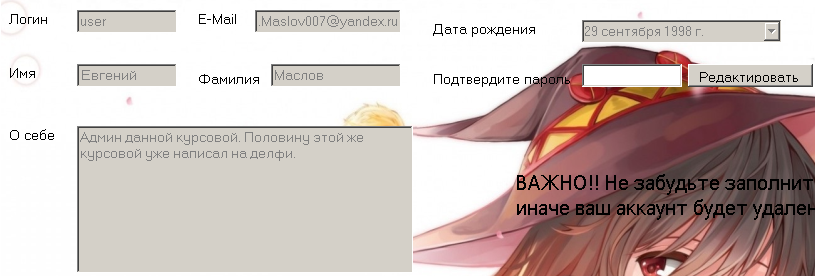 Логин user E-Mail .Maslov007@yandex.ru
Дата рождения 29 сентября 1998 г.
Имя Евгений Фамилия Маслов
Подтвердите пароль Редактировать
О себе Админ данной курсовой. Половину этой же
курсовой уже написал на делфи.
ВАЖНО!! Не забудьте заполнит
иначе ваш аккаунт будет удален